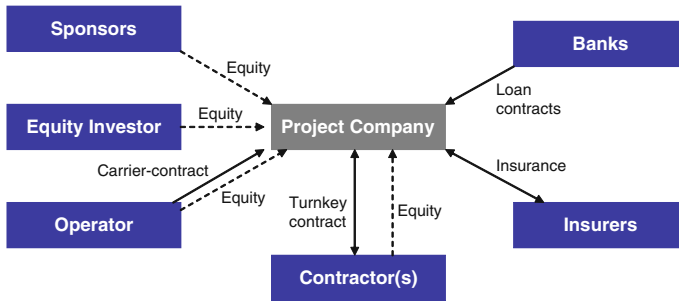 Sponsors
Banks
Equity
Loan
contracts
Equity Investor
Equity
Project Company
Carrier-contract
Insurance
Equity
Turnkey
contract
Equity
Operator
Insurers
Contractor(s)